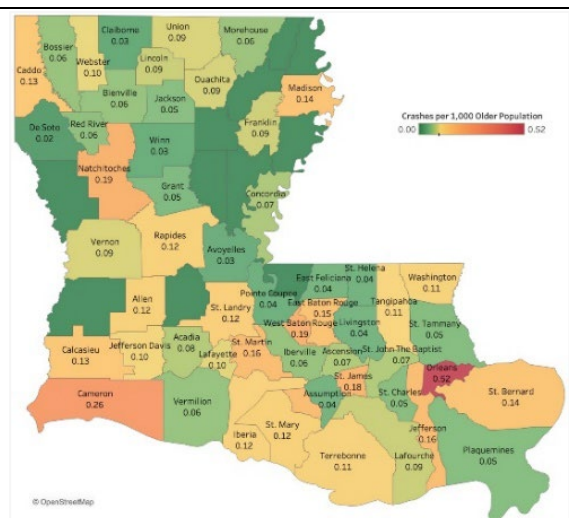 Claiborne
0.03
Union
0.09
Morehouse
0.06
Bossier
0.06
Webster
0.10
Lincoln
0.09
Caddo
0.13
Ouachita
0.09
Madison
0.14
Bienville
0.06
Jackson
0.05
Crashes per 1,000 Older Population
0.00 0.52
De Soto
0.02
Red River
0.06
Franklin
0.09
Winn
0.03
Natchitoches
0.19
Grant
0.05
Concordia
0.07
Vernon
0.09
Rapides
0.12
Avoyelles
0.03
East Feliciana
0.04
St. Helena
0.04
Washington
0.11
Pointe Coupee
0.04
Tangipahoa
0.11
Allen
0.12
St. Landry
0.12
East Baton Rouge
0.15
West Baton Rouge
0.19
Livingston
0.04
St. Tammany
0.05
Calcasieu
0.13
Jefferson Davis
0.10
Acadia
0.08
Lafayette
0.10
St. Martin
0.16
Iberville
0.06
Ascension
0.07
St. John The Baptist
0.07
Orleans
0.52
Cameron
0.26
Vermilion
0.06
Assumption
0.04
St. James
0.18
St. Charles
0.05
St. Bernard
0.14
Iberia
0.12
St. Mary
0.12
Jefferson
0.16
Terrebonne
0.11
Lafourche
0.09
Plaquemines
0.05
© OpenStreetMap